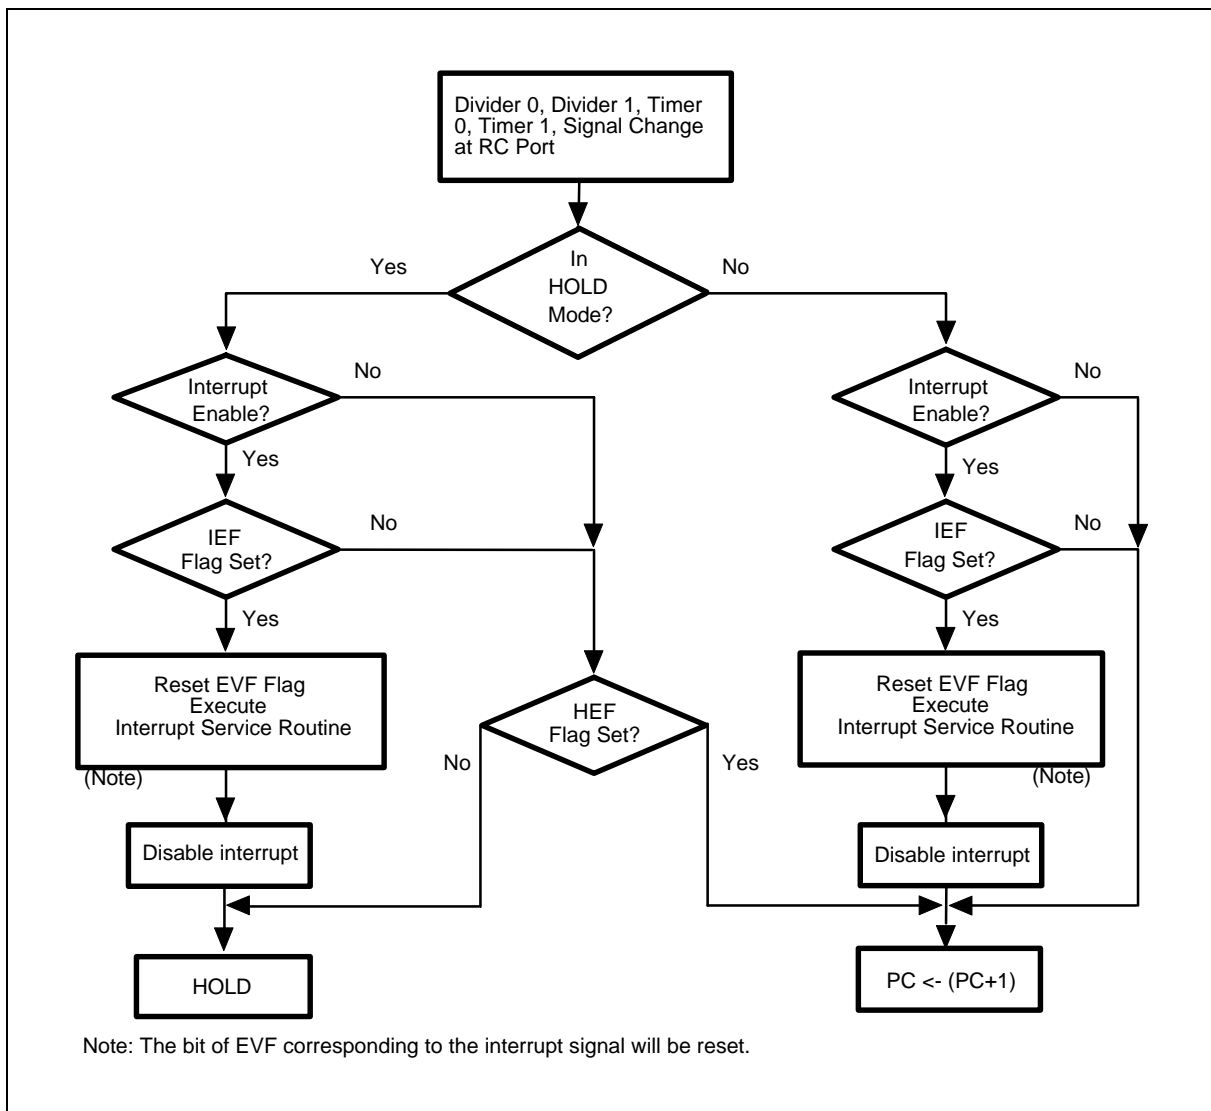 Divider 0, Divider 1, Timer
0, Timer 1, Signal Change
at RC Port
In
HOLD
Mode?
Yes
No
Interrupt
Enable?
No
Yes
Interrupt
Enable?
No
Yes
IEF
Flag Set?
No
Yes
IEF
Flag Set?
No
Yes
Reset EVF Flag
Execute
Interrupt Service Routine
(Note)
HEF
Flag Set?
No
Yes
Reset EVF Flag
Execute
Interrupt Service Routine
(Note)
Disable interrupt
Disable interrupt
HOLD
PC <- (PC+1)
Note: The bit of EVF corresponding to the interrupt signal will be reset.